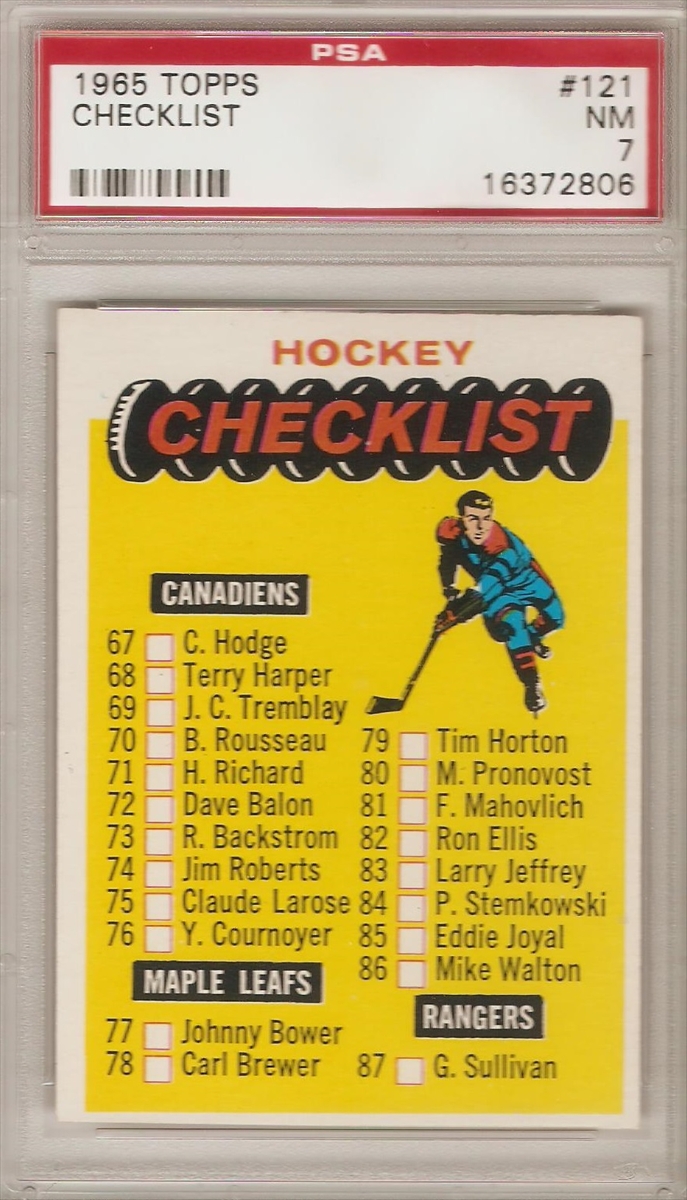 PSA
1965 TOPPS #121
CHECKLIST NM
7
16372806
HOCKEY
CHECKLIST
CANADIENS
67 C. Hodge
68 Terry Harper
69 J. C. Tremblay
70 B. Rousseau
71 H. Richard
72 Dave Balon
73 R. Backstrom
74 Jim Roberts
75 Claude Larose
76 Y. Cournoyer
MAPLE LEAFS
77 Johnny Bower
78 Carl Brewer
79 Tim Horton
80 M. Pronovost
81 F. Mahovlich
82 Ron Ellis
83 Larry Jeffrey
84 P. Stemkowski
85 Eddie Joyal
86 Mike Walton
RANGERS
87 G. Sullivan